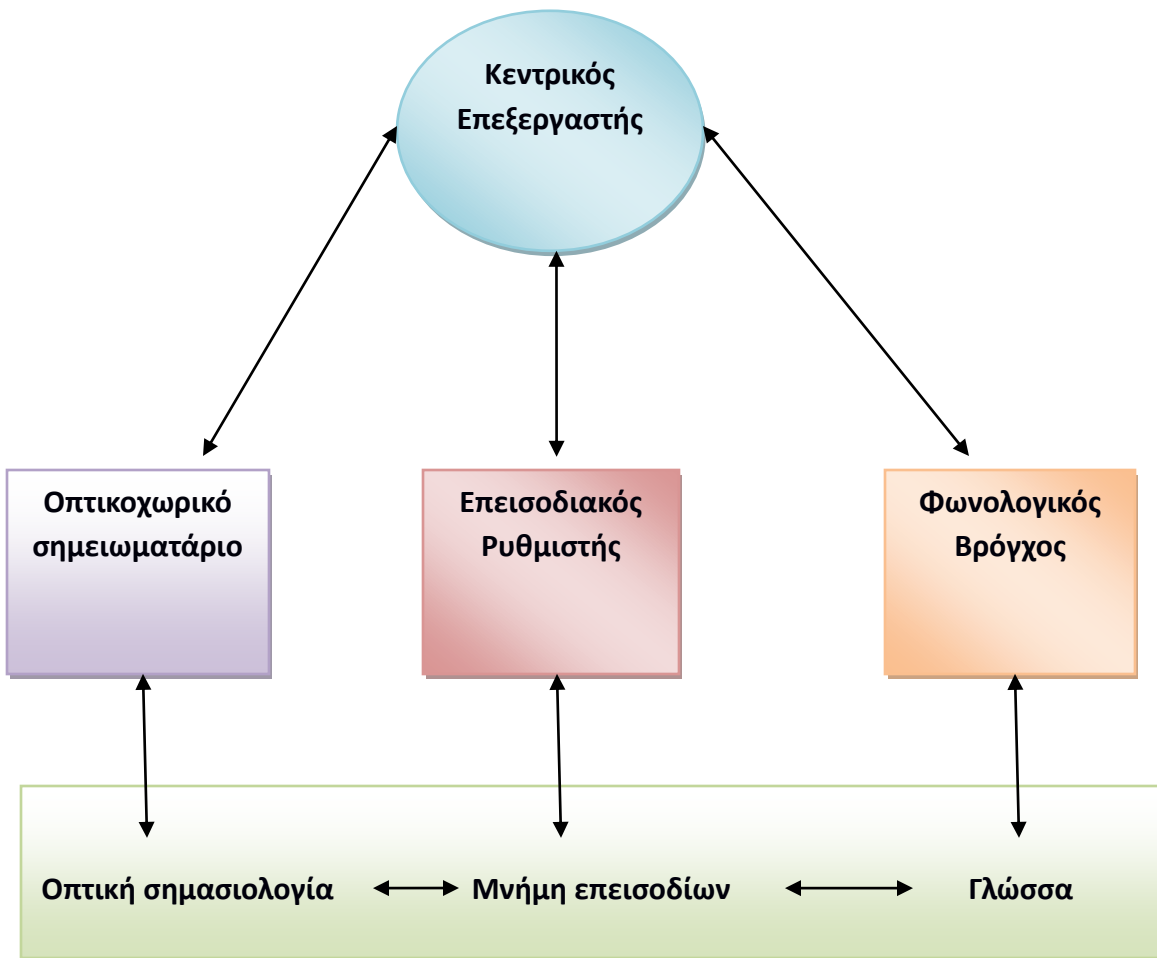 Κεντρικός
Επεξεργαστής
Οπτικοχωρικό
σημειωματάριο
Επεισοδιακός
Ρυθμιστής
Φωνολογικός
Βρόγχος
Οπτική σημασιολογία
Μνήμη επεισοδίων
Γλώσσα